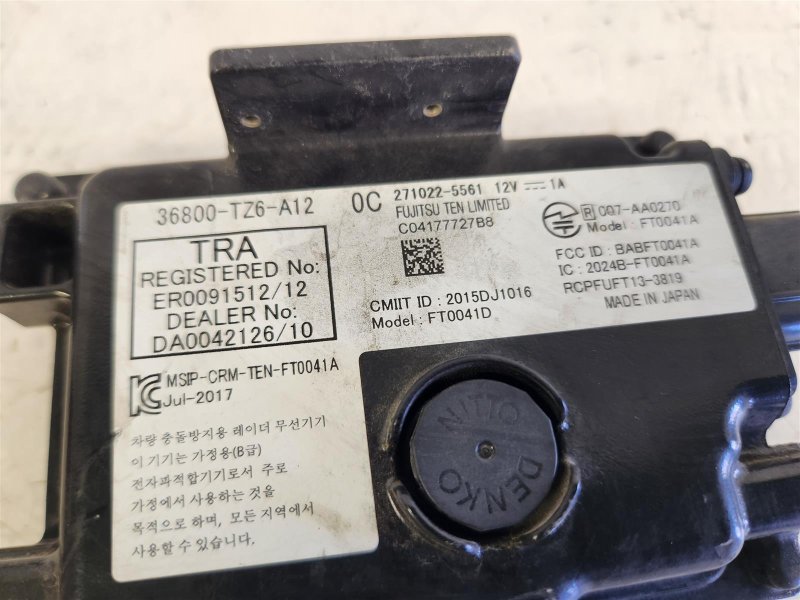 36800-TZ6-A12
0C
271022-5561 12V 1A
FUJITSU TEN LIMITED
C04177727B8
R 007-AA0270
Model: FT0041A
FCC ID : BABFT0041A
IC : 2024B-FT0041A
RCPFUFT13-3819
MADE IN JAPAN
TRA
REGISTERED No:
ER0091512/12
DEALER No:
DA0042126/10
CMIIT ID : 2015DJ1016
Model: FT0041D
MSIP-CRM-TEN-FT0041A
Jul-2017
차량 충돌방지용 레이더 무선기기
이 기기는 가정용(B급)
전자파적합기기로서 주로
가정에서 사용하는 것을
목적으로 하며, 모든 지역에서
사용할 수 있습니다.
NITTO
DENKO